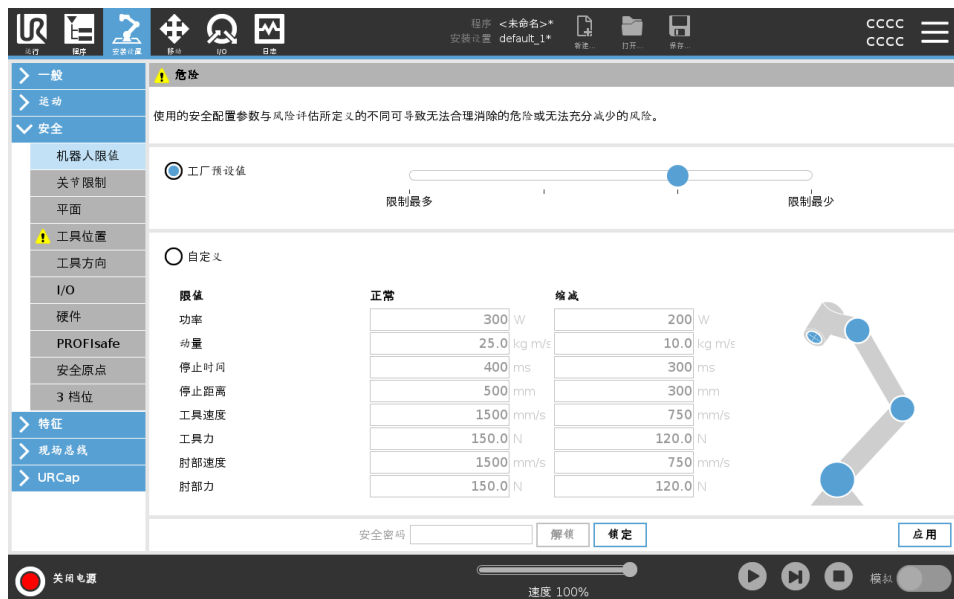 UR
运行
程序
安装设置
移动
I/O
日志
程序 <未命名>*
安装设置 default_1*
新建...
打开...
保存...
CCCC
CCCC
一般
运动
安全
机器人限值
关节限制
平面
工具位置
工具方向
I/O
硬件
PROFIsafe
安全原点
3 档位
特征
现场总线
URCap
危险
使用的安全配置参数与风险评估所定义的不同可导致无法合理消除的危险或无法充分减少的风险。
工厂预设值
限制最多 限制最少
自定义
限值 正常 缩减
功率 300 W 200 W
动量 25.0 kg m/s 10.0 kg m/s
停止时间 400 ms 300 ms
停止距离 500 mm 300 mm
工具速度 1500 mm/s 750 mm/s
工具力 150.0 N 120.0 N
肘部速度 1500 mm/s 750 mm/s
肘部力 150.0 N 120.0 N
安全密码 解锁 锁定 应用
关闭电源
速度 100%
模拟